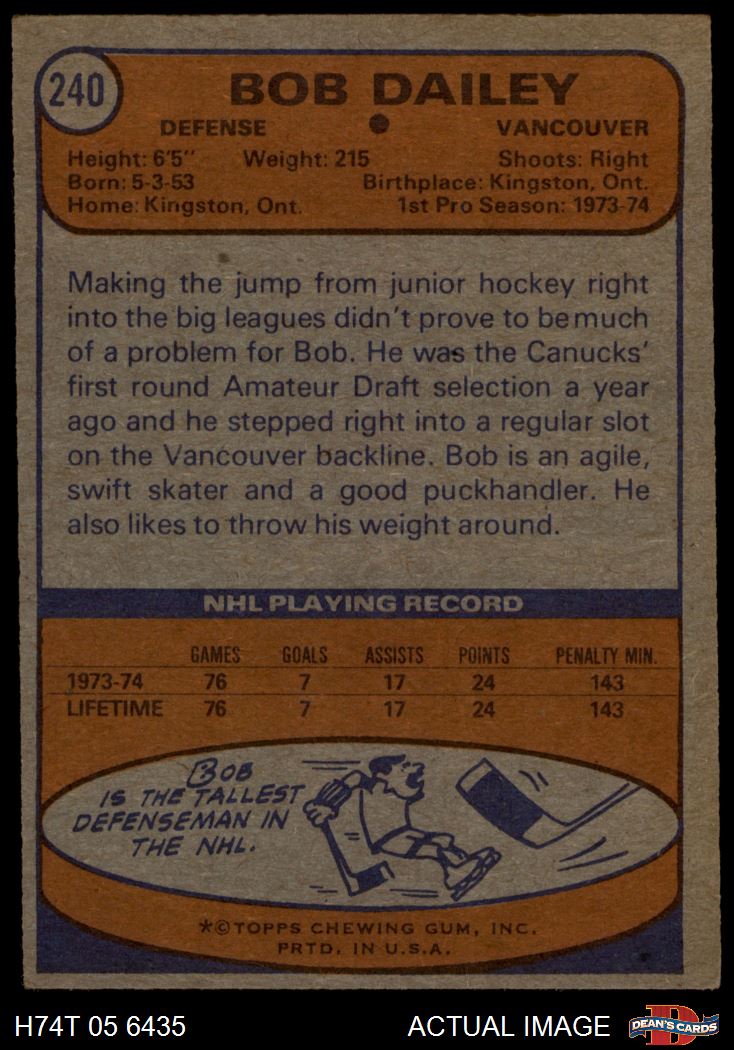 240
BOB DAILEY
DEFENSE VANCOUVER
Height: 6'5" Weight: 215 Shoots: Right
Born: 5-3-53 Birthplace: Kingston, Ont.
Home: Kingston, Ont. 1st Pro Season: 1973-74
Making the jump from junior hockey right
into the big leagues didn't prove to be much
of a problem for Bob. He was the Canucks'
first round Amateur Draft selection a year
ago and he stepped right into a regular slot
on the Vancouver backline. Bob is an agile,
swift skater and a good puckhandler. He
also likes to throw his weight around.
NHL PLAYING RECORD
GAMES GOALS ASSISTS POINTS PENALTY MIN.
1973-74 76 7 17 24 143
LIFETIME 76 7 17 24 143
BOB
IS THE TALLEST
DEFENSEMAN IN
THE NHL.
*©TOPPS CHEWING GUM, INC.
PRTD. IN U.S.A.
H74T 05 6435 ACTUAL IMAGE DEAN'S CARDS